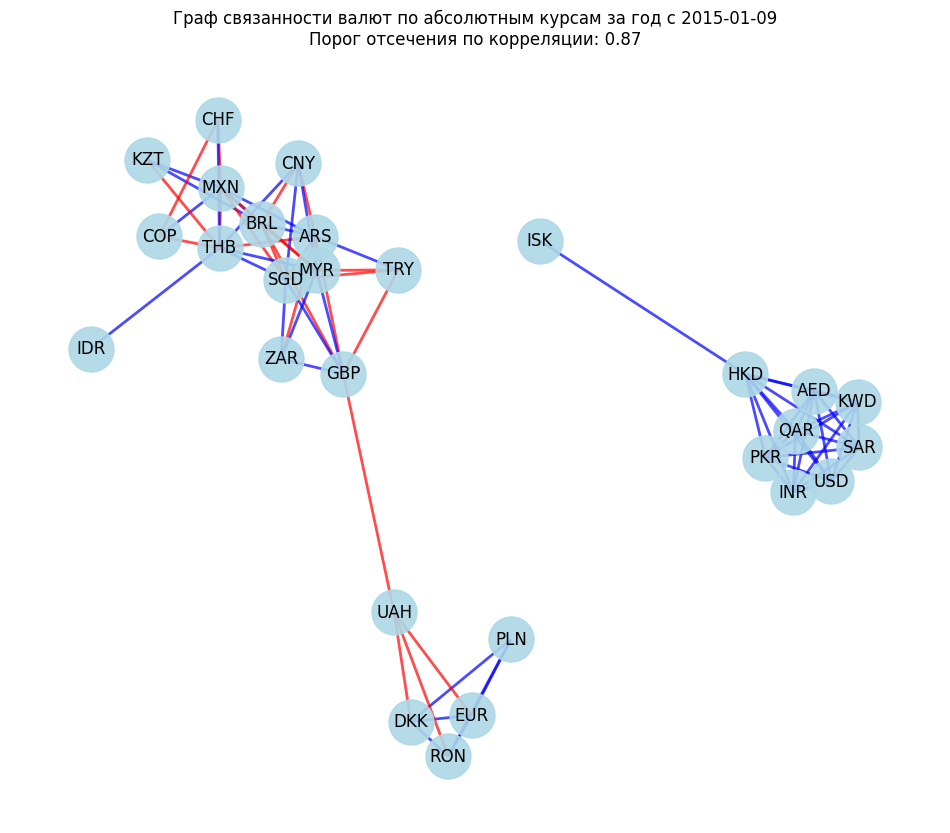 Граф связанности валют по абсолютным курсам за год с 2015-01-09
Порог отсечения по корреляции: 0.87
CHF
KZT
CNY
MXN
BRL
COP
ARS
ISK
THB
MYR
TRY
SGD
IDR
ZAR
GBP
HKD
AED
KWD
QAR
SAR
PKR
USD
INR
UAH
PLN
EUR
DKK
RON